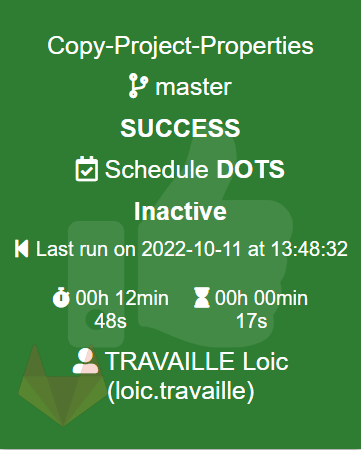 Copy-Project-Properties
master
SUCCESS
Schedule DOTS
Inactive
Last run on 2022-10-11 at 13:48:32
00h 12min 48s
00h 00min 17s
TRAVAILLE Loic
(loic.travaille)